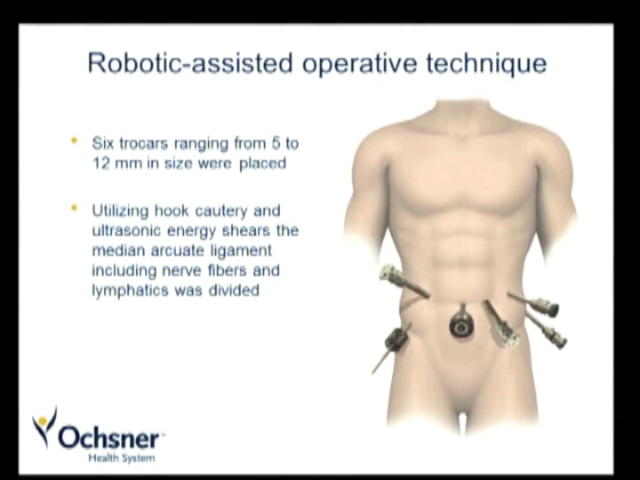 Robotic-assisted operative technique
• Six trocars ranging from 5 to
12 mm in size were placed
• Utilizing hook cautery and
ultrasonic energy shears the
median arcuate ligament
including nerve fibers and
lymphatics was divided
Ochsner™
Health System